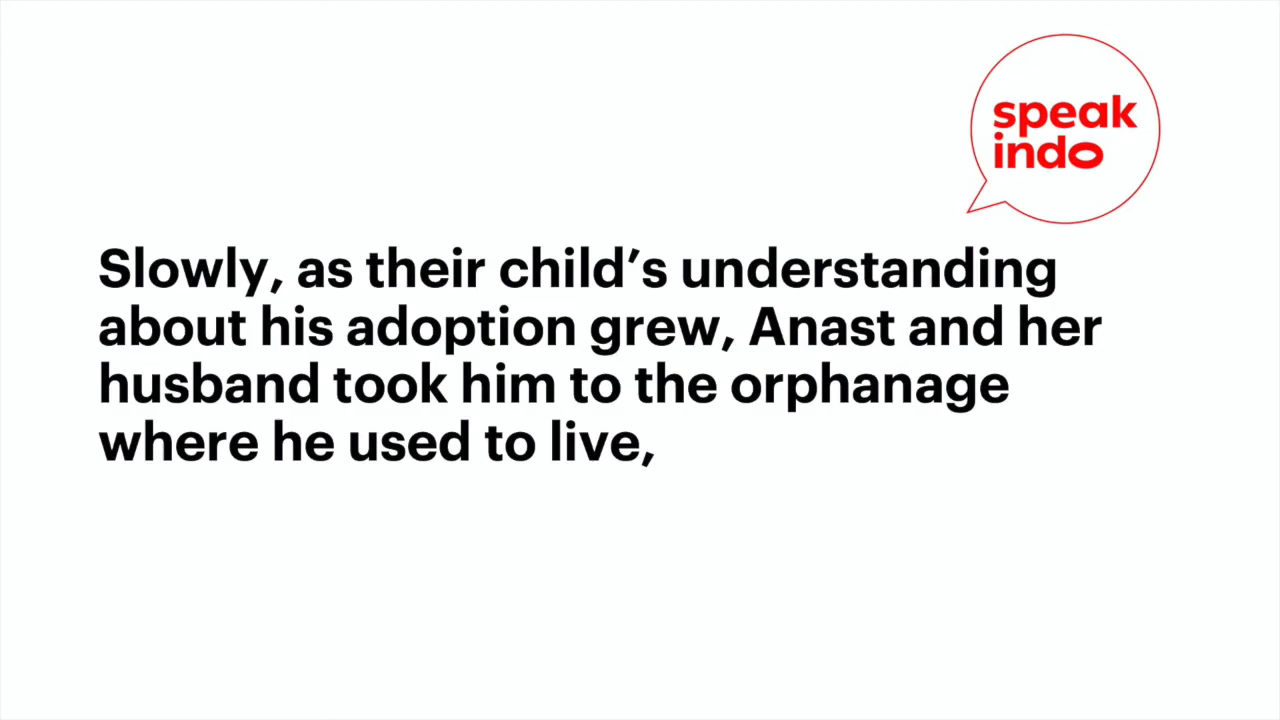 speak
indo
Slowly, as their child’s understanding
about his adoption grew, Anast and her
husband took him to the orphanage
where he used to live,